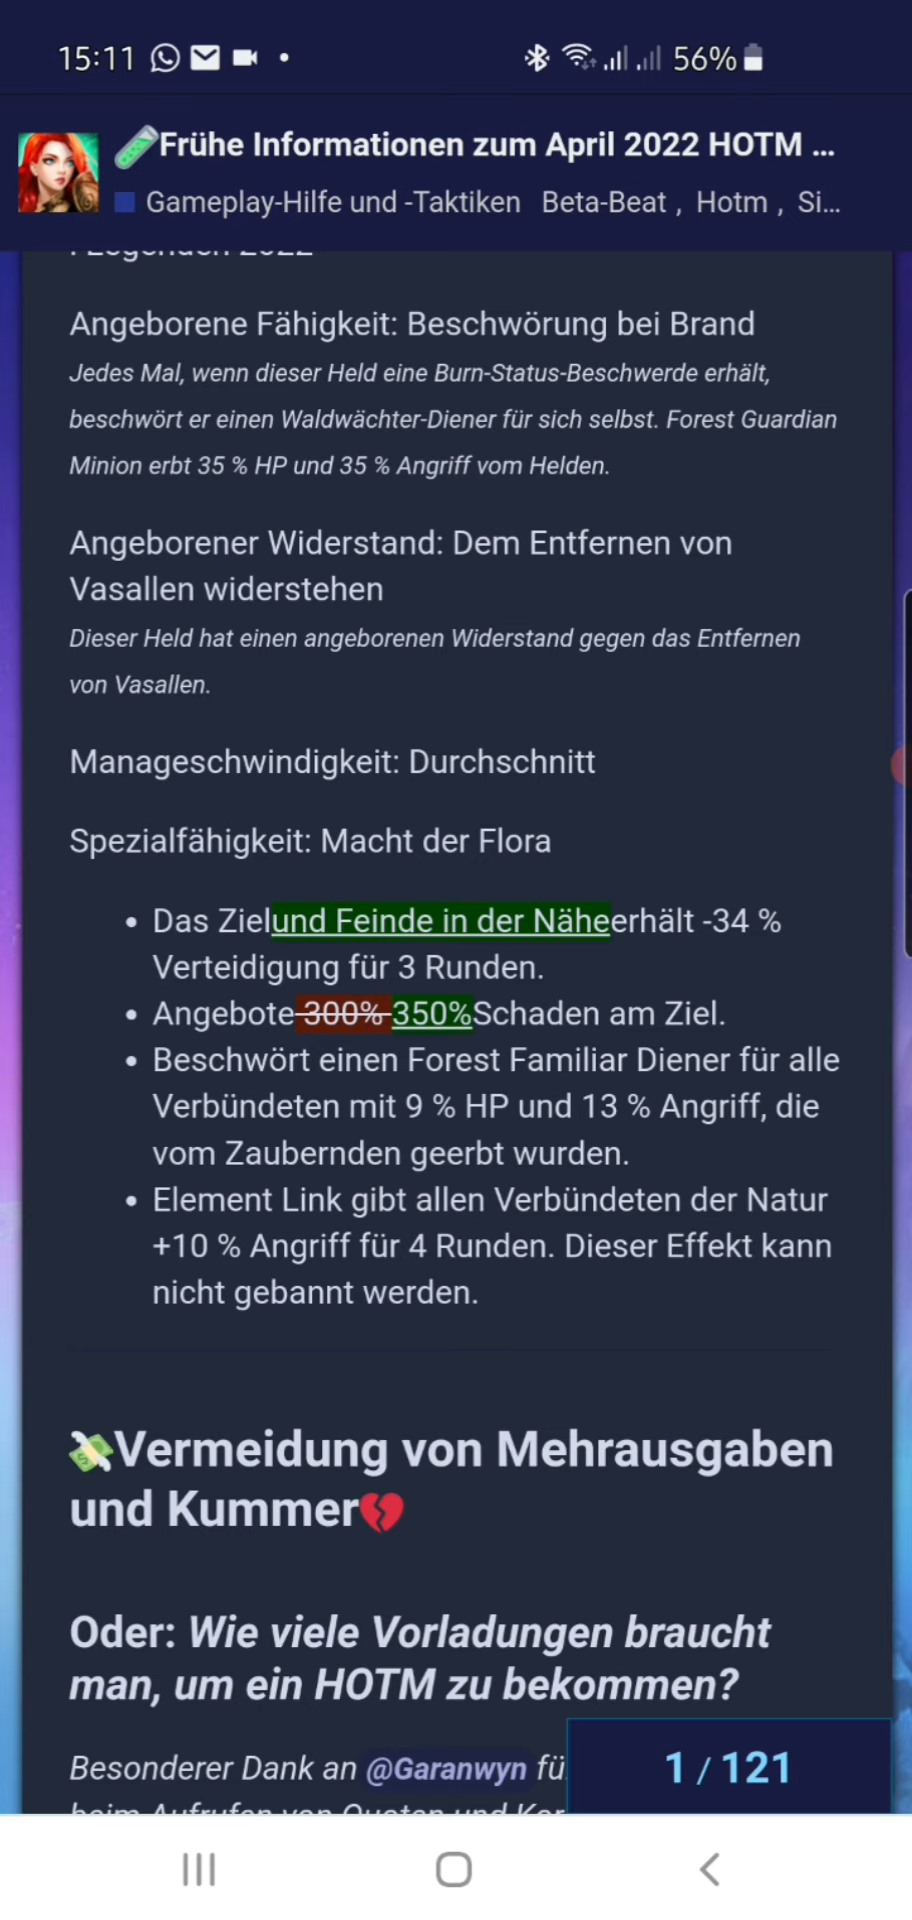 15:11 56%
Frühe Informationen zum April 2022 HOTM ...
Gameplay-Hilfe und -Taktiken Beta-Beat , Hotm , Si...
Angeborene Fähigkeit: Beschwörung bei Brand
Jedes Mal, wenn dieser Held eine Burn-Status-Beschwerde erhält,
beschwört er einen Waldwächter-Diener für sich selbst. Forest Guardian
Minion erbt 35 % HP und 35 % Angriff vom Helden.
Angeborener Widerstand: Dem Entfernen von
Vasallen widerstehen
Dieser Held hat einen angeborenen Widerstand gegen das Entfernen
von Vasallen.
Manageschwindigkeit: Durchschnitt
Spezialfähigkeit: Macht der Flora
• Das Zielund Feinde in der Näheerhält -34 %
Verteidigung für 3 Runden.
• Angebote 300% 350%Schaden am Ziel.
• Beschwört einen Forest Familiar Diener für alle
Verbündeten mit 9 % HP und 13 % Angriff, die
vom Zaubernden geerbt wurden.
• Element Link gibt allen Verbündeten der Natur
+10 % Angriff für 4 Runden. Dieser Effekt kann
nicht gebannt werden.
Vermeidung von Mehrausgaben
und Kummer
Oder: Wie viele Vorladungen braucht
man, um ein HOTM zu bekommen?
Besonderer Dank an @Garanwyn fü
1 / 121